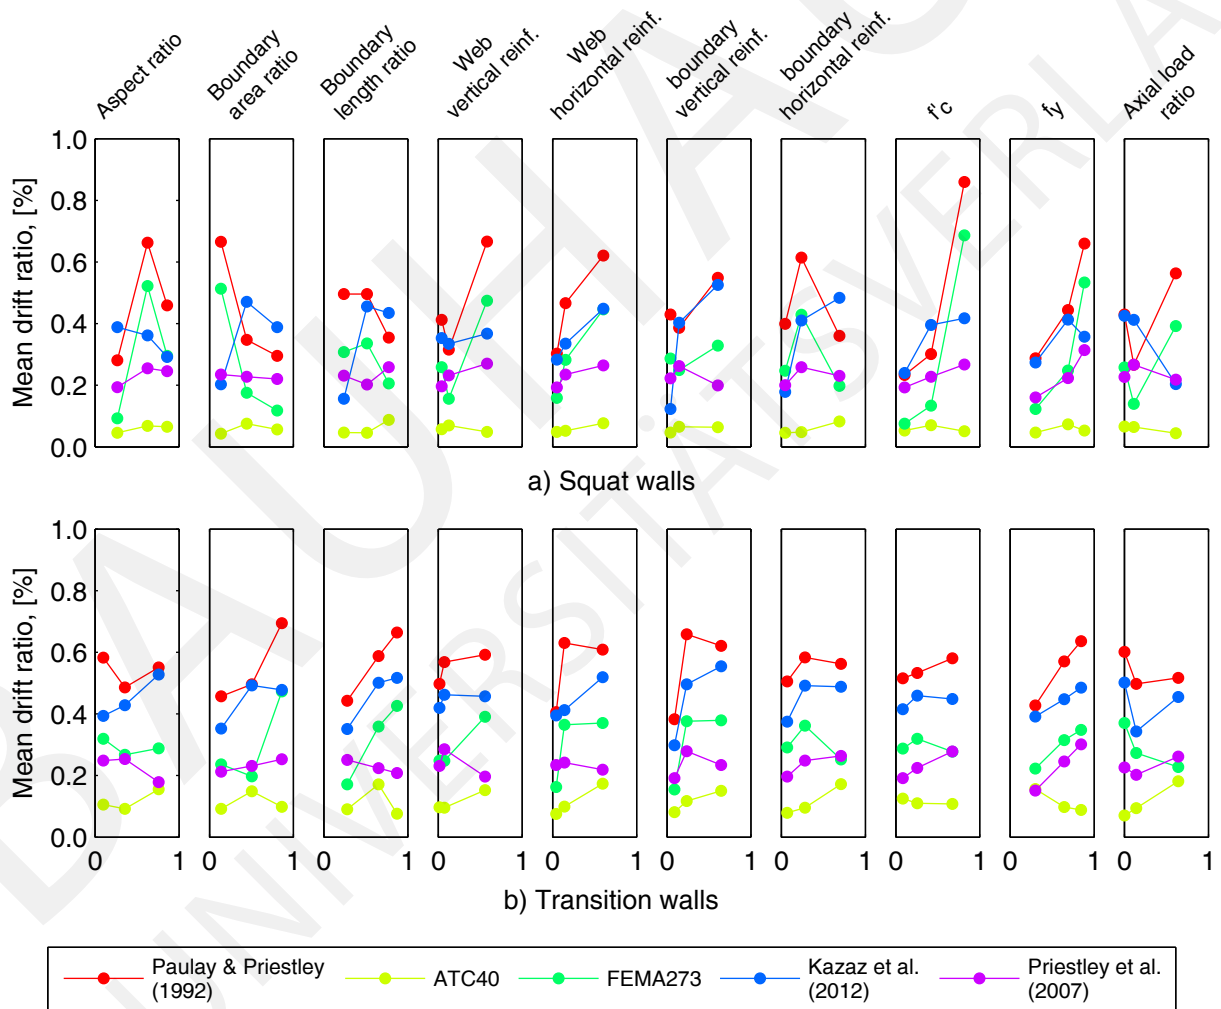 Aspect ratio
Boundary
area ratio
Boundary
length ratio
Web
vertical reinf.
Web
horizontal reinf.
boundary
vertical reinf.
boundary
horizontal reinf.
f'c
fy
Axial load
ratio
Mean drift ratio, [%]
1.0
0.8
0.6
0.4
0.2
0.0
a) Squat walls
Mean drift ratio, [%]
1.0
0.8
0.6
0.4
0.2
0.0
0 1 0 1 0 1 0 1 0 1 0 1 0 1 0 1 0 1 0 1
b) Transition walls
Paulay & Priestley
(1992)
ATC40
FEMA273
Kazaz et al.
(2012)
Priestley et al.
(2007)
BAUHAU
UNIVERSITÄTSVERLA